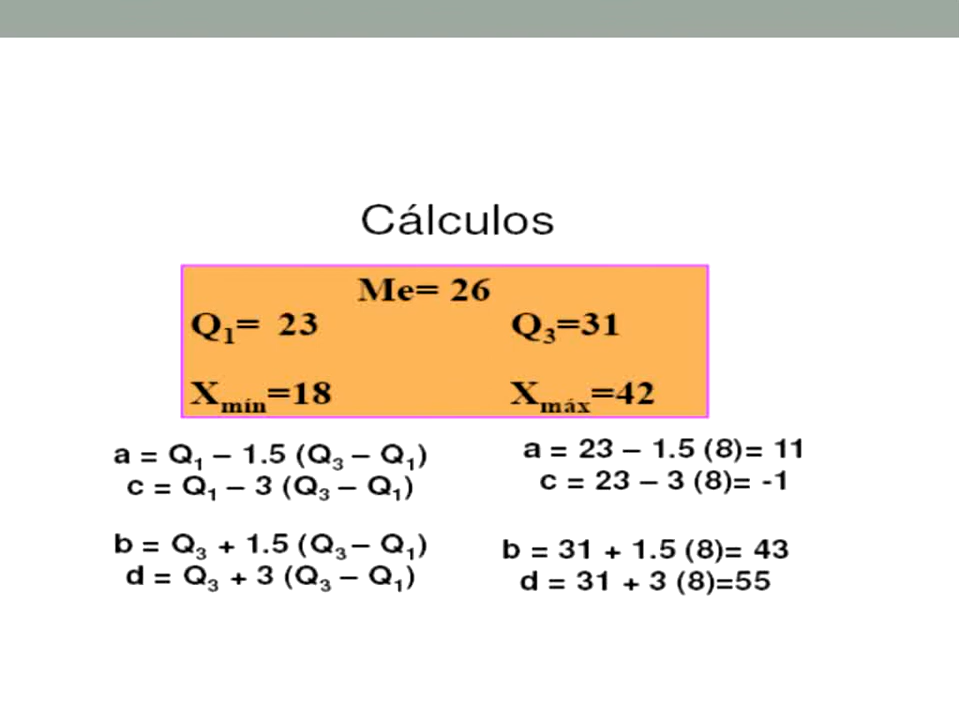 Cálculos
Me= 26
Q₁= 23 Q₃=31
Xmín=18 Xmáx=42
a = Q₁ – 1.5 (Q₃ – Q₁) a = 23 – 1.5 (8)= 11
c = Q₁ – 3 (Q₃ – Q₁) c = 23 – 3 (8)= -1
b = Q₃ + 1.5 (Q₃ – Q₁) b = 31 + 1.5 (8)= 43
d = Q₃ + 3 (Q₃ – Q₁) d = 31 + 3 (8)=55